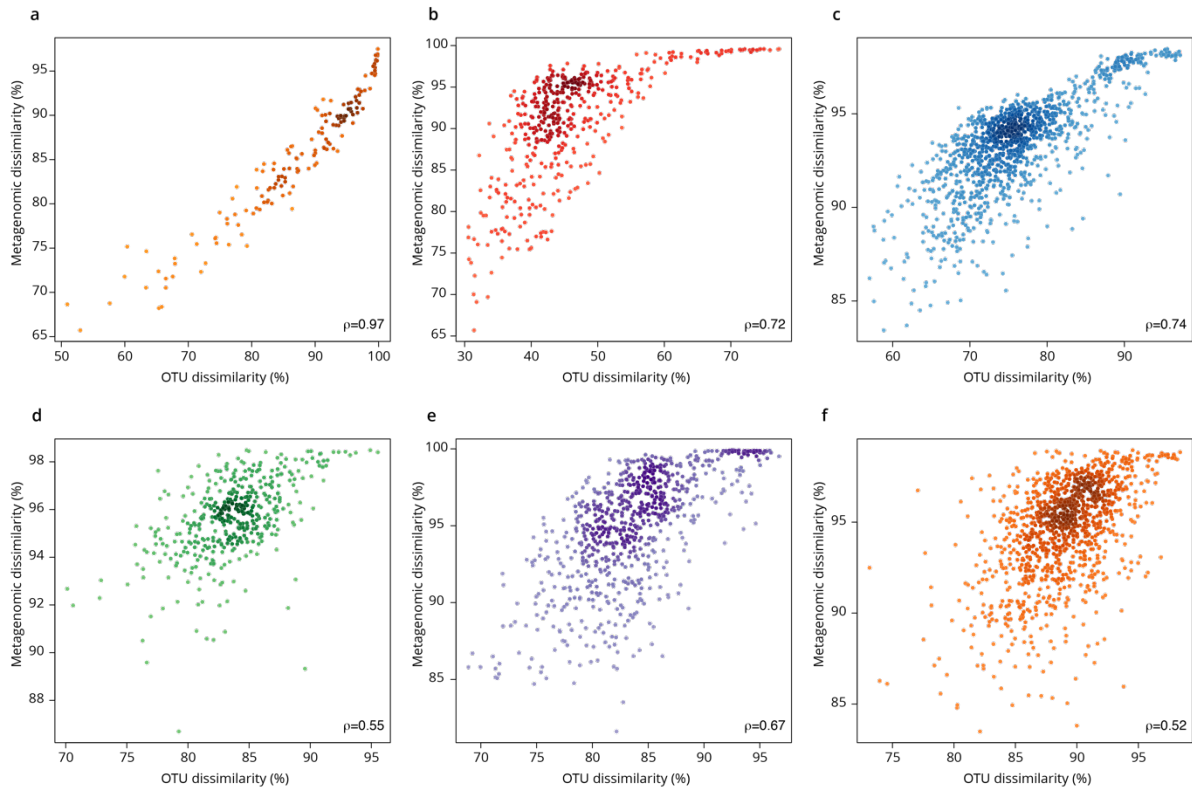 a
95
90
85
80
75
70
65
50 60 70 80 90 100
Metagenomic dissimilarity (%)
OTU dissimilarity (%)
ρ=0.97
b
100
95
90
85
80
75
70
65
30 40 50 60 70
Metagenomic dissimilarity (%)
OTU dissimilarity (%)
ρ=0.72
c
95
90
85
60 70 80 90
Metagenomic dissimilarity (%)
OTU dissimilarity (%)
ρ=0.74
d
98
96
94
92
90
88
70 75 80 85 90 95
Metagenomic dissimilarity (%)
OTU dissimilarity (%)
ρ=0.55
e
100
95
90
85
70 75 80 85 90 95
Metagenomic dissimilarity (%)
OTU dissimilarity (%)
ρ=0.67
f
95
90
85
75 80 85 90 95
Metagenomic dissimilarity (%)
OTU dissimilarity (%)
ρ=0.52